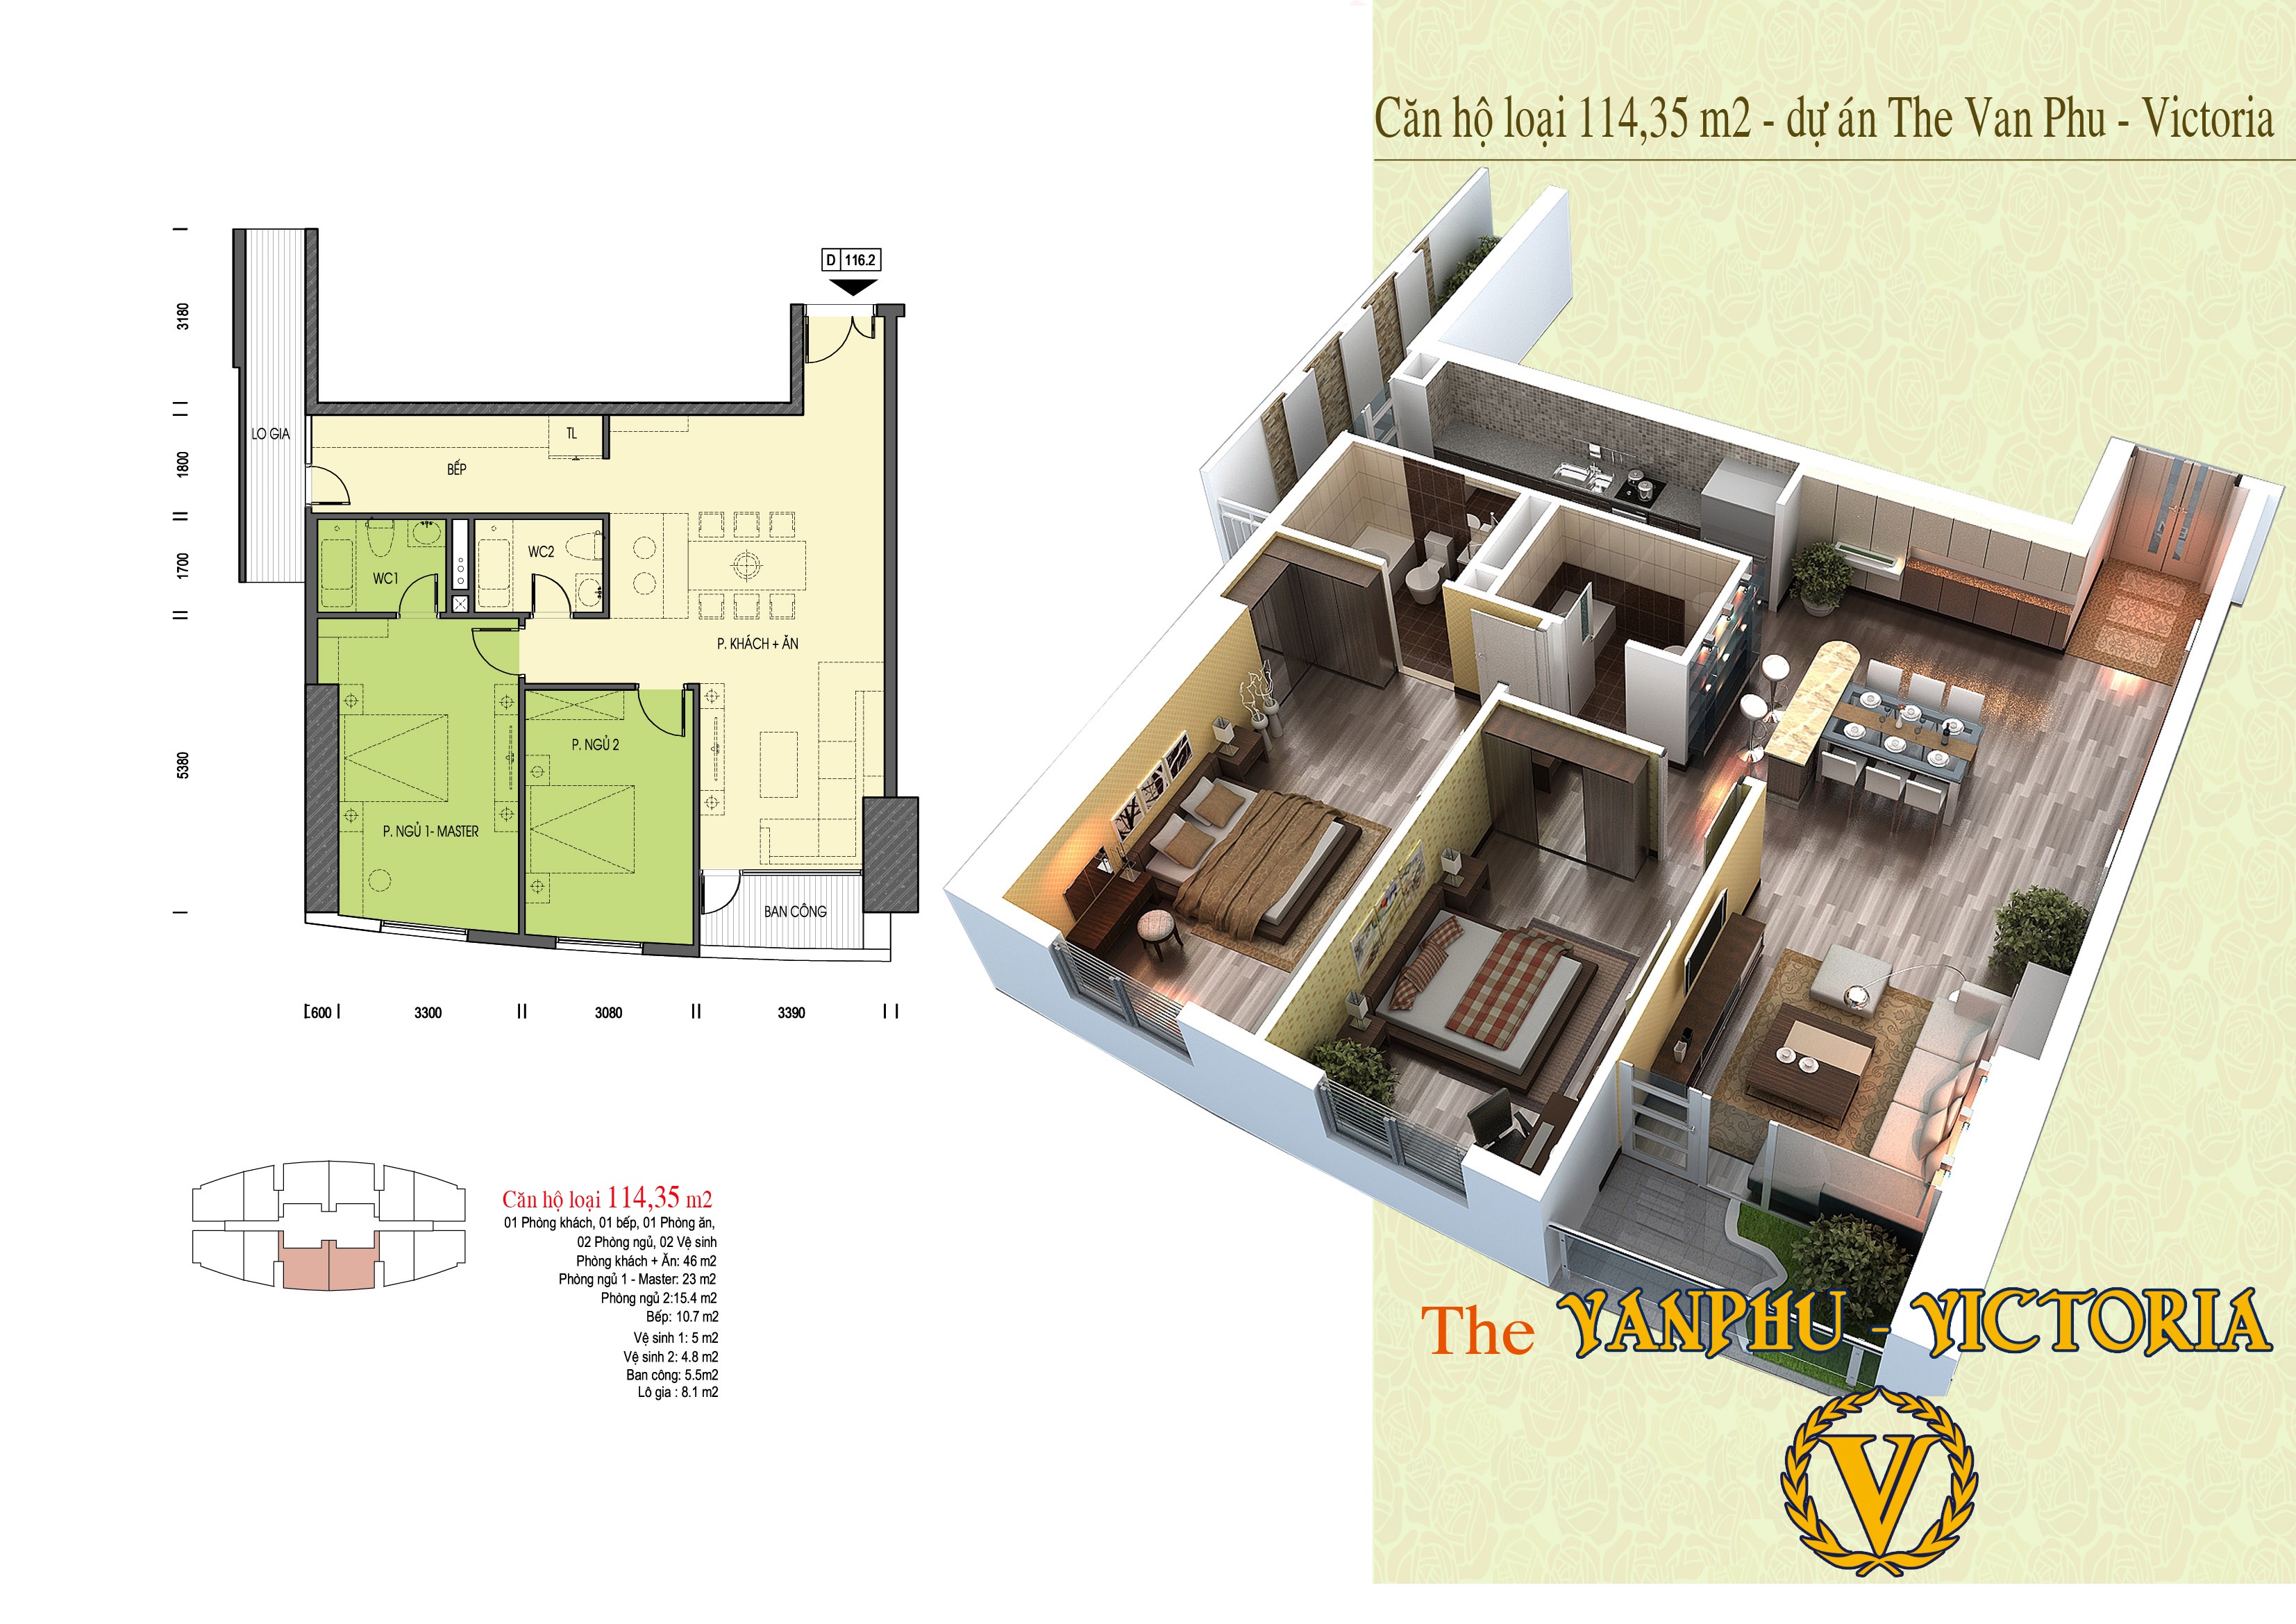 Căn hộ loại 114,35 m2 - dự án The Van Phu - Victoria
D 116.2
3180
1800
1700
5380
LO GIA
TL
BẾP
WC1
WC2
P. KHÁCH + ĂN
P. NGỦ 2
P. NGỦ 1- MASTER
BAN CÔNG
600
3300
3080
3390
Căn hộ loại 114,35 m2
01 Phòng khách, 01 bếp, 01 Phòng ăn,
02 Phòng ngủ, 02 Vệ sinh
Phòng khách + Ăn: 46 m2
Phòng ngủ 1 - Master: 23 m2
Phòng ngủ 2:15.4 m2
Bếp: 10.7 m2
Vệ sinh 1: 5 m2
Vệ sinh 2: 4.8 m2
Ban công: 5.5m2
Lô gia : 8.1 m2
The VANPHU - VICTORIA
V